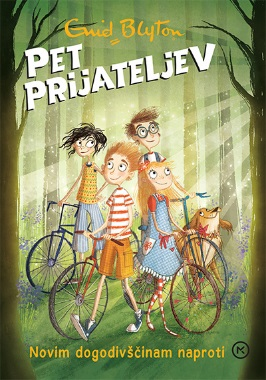 Enid Blyton
PET
PRIJATELJEV
Novim dogodivščinam naproti
M